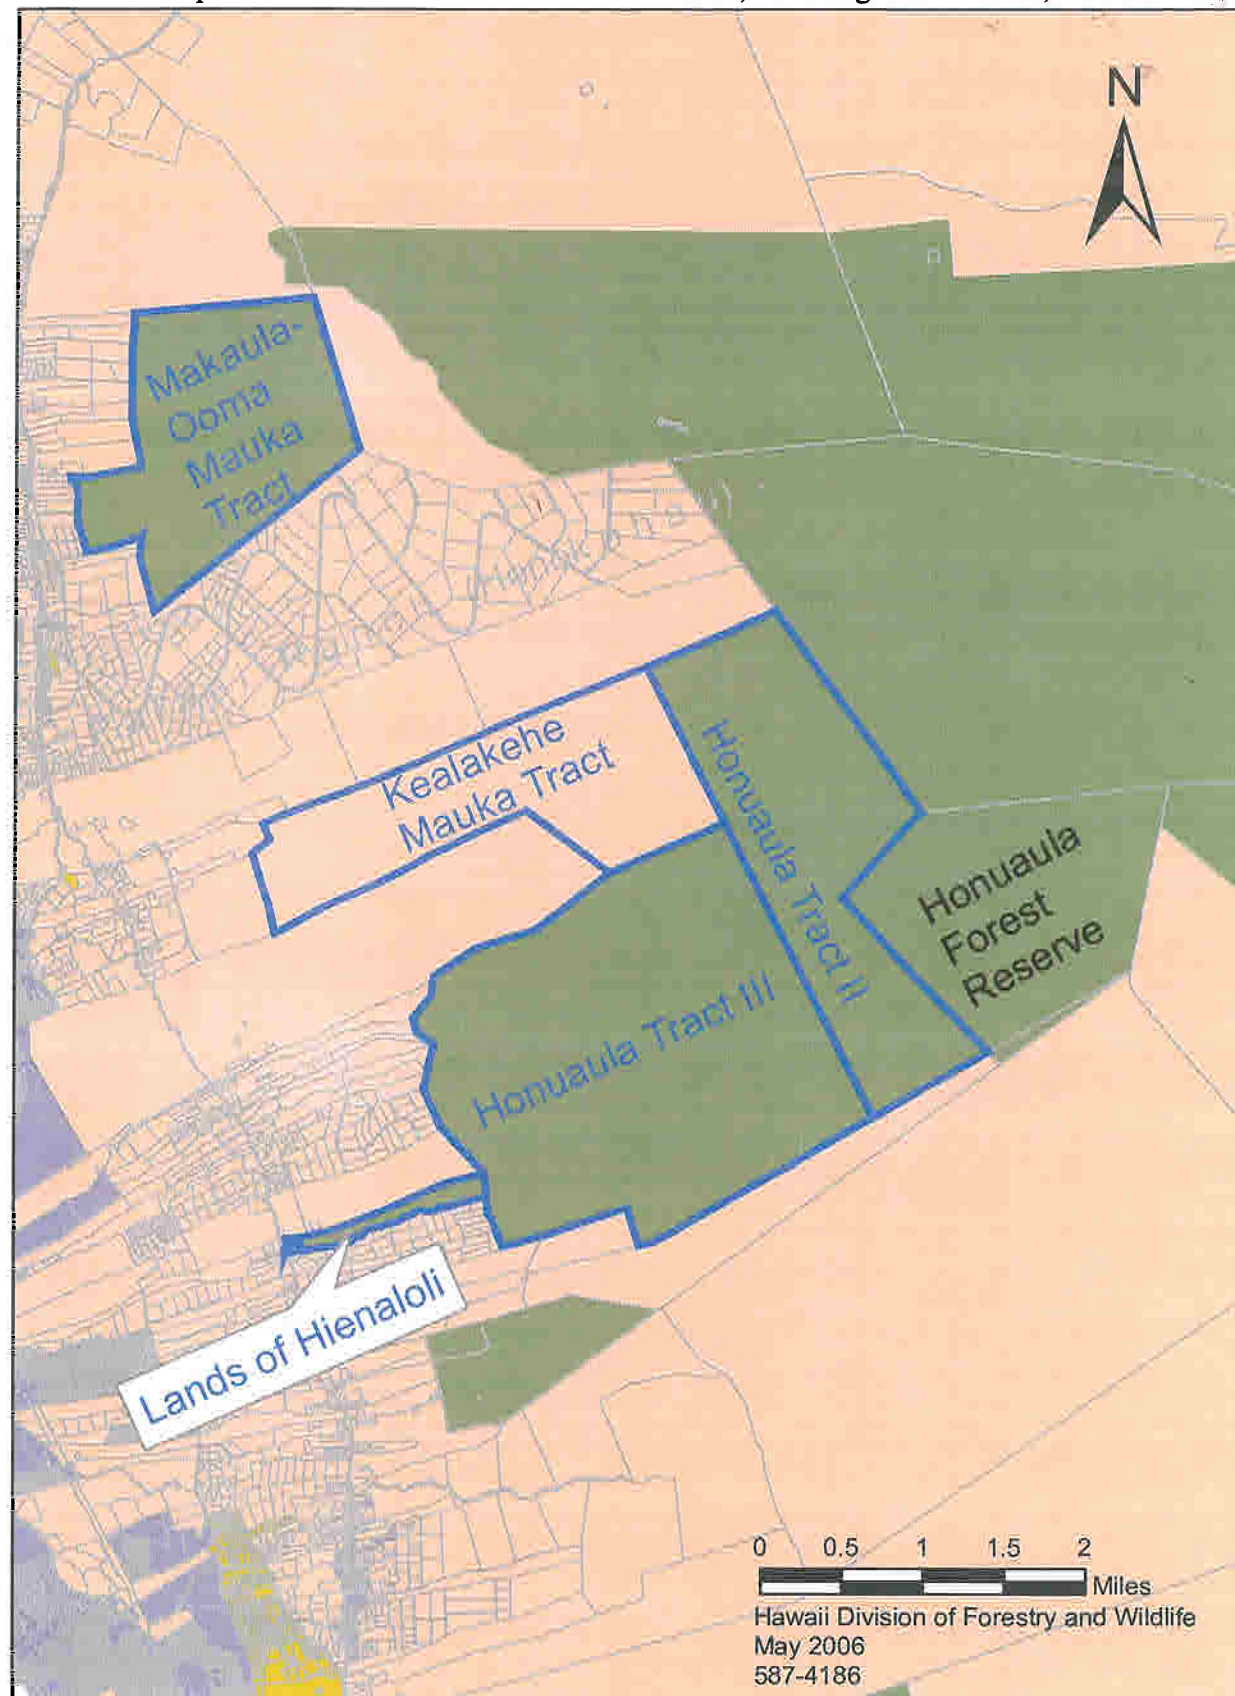 N
Makaula-
Ooma
Mauka
Tract
Kealakehe
Mauka Tract
Honuaula Tract II
Honuaula
Forest
Reserve
Honuaula Tract III
Lands of Hienaloli
0 0.5 1 1.5 2
Miles
Hawaii Division of Forestry and Wildlife
May 2006
587-4186